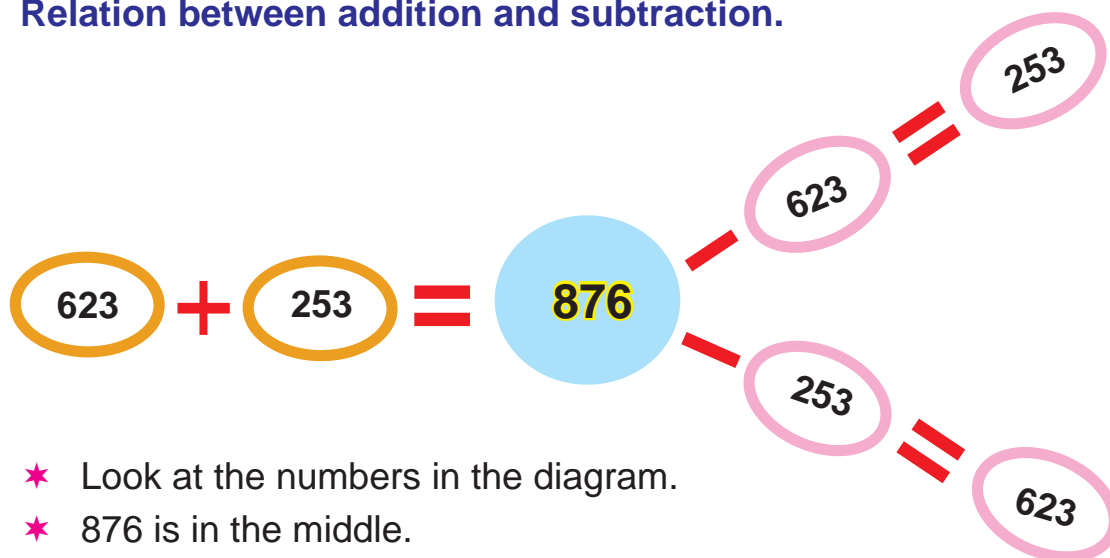 Relation between addition and subtraction.
253
623
623 + 253 = 876
253
623
✶ Look at the numbers in the diagram.
✶ 876 is in the middle.